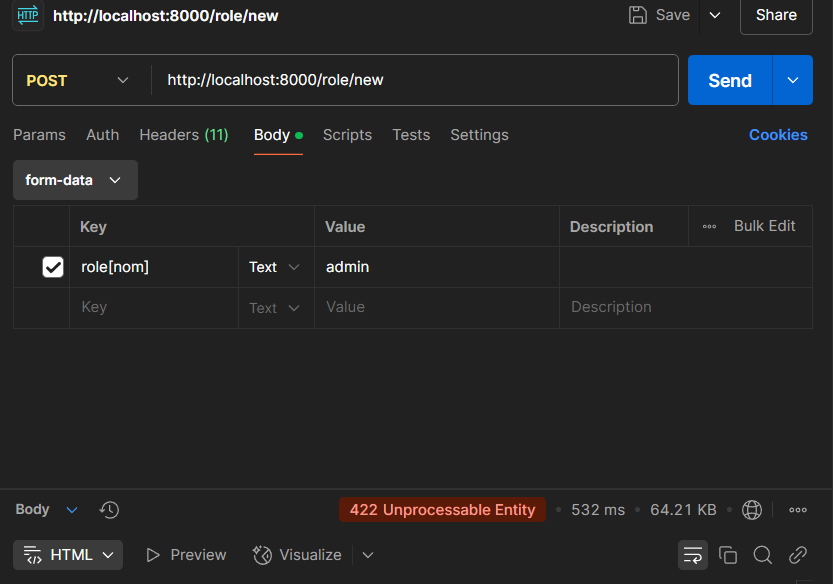 HTTP http://localhost:8000/role/new Save Share
POST http://localhost:8000/role/new Send
Params Auth Headers (11) Body Scripts Tests Settings Cookies
form-data
Key Value Description Bulk Edit
role[nom] Text admin
Key Text Value Description
Body 422 Unprocessable Entity 532 ms 64.21 KB
HTML Preview Visualize